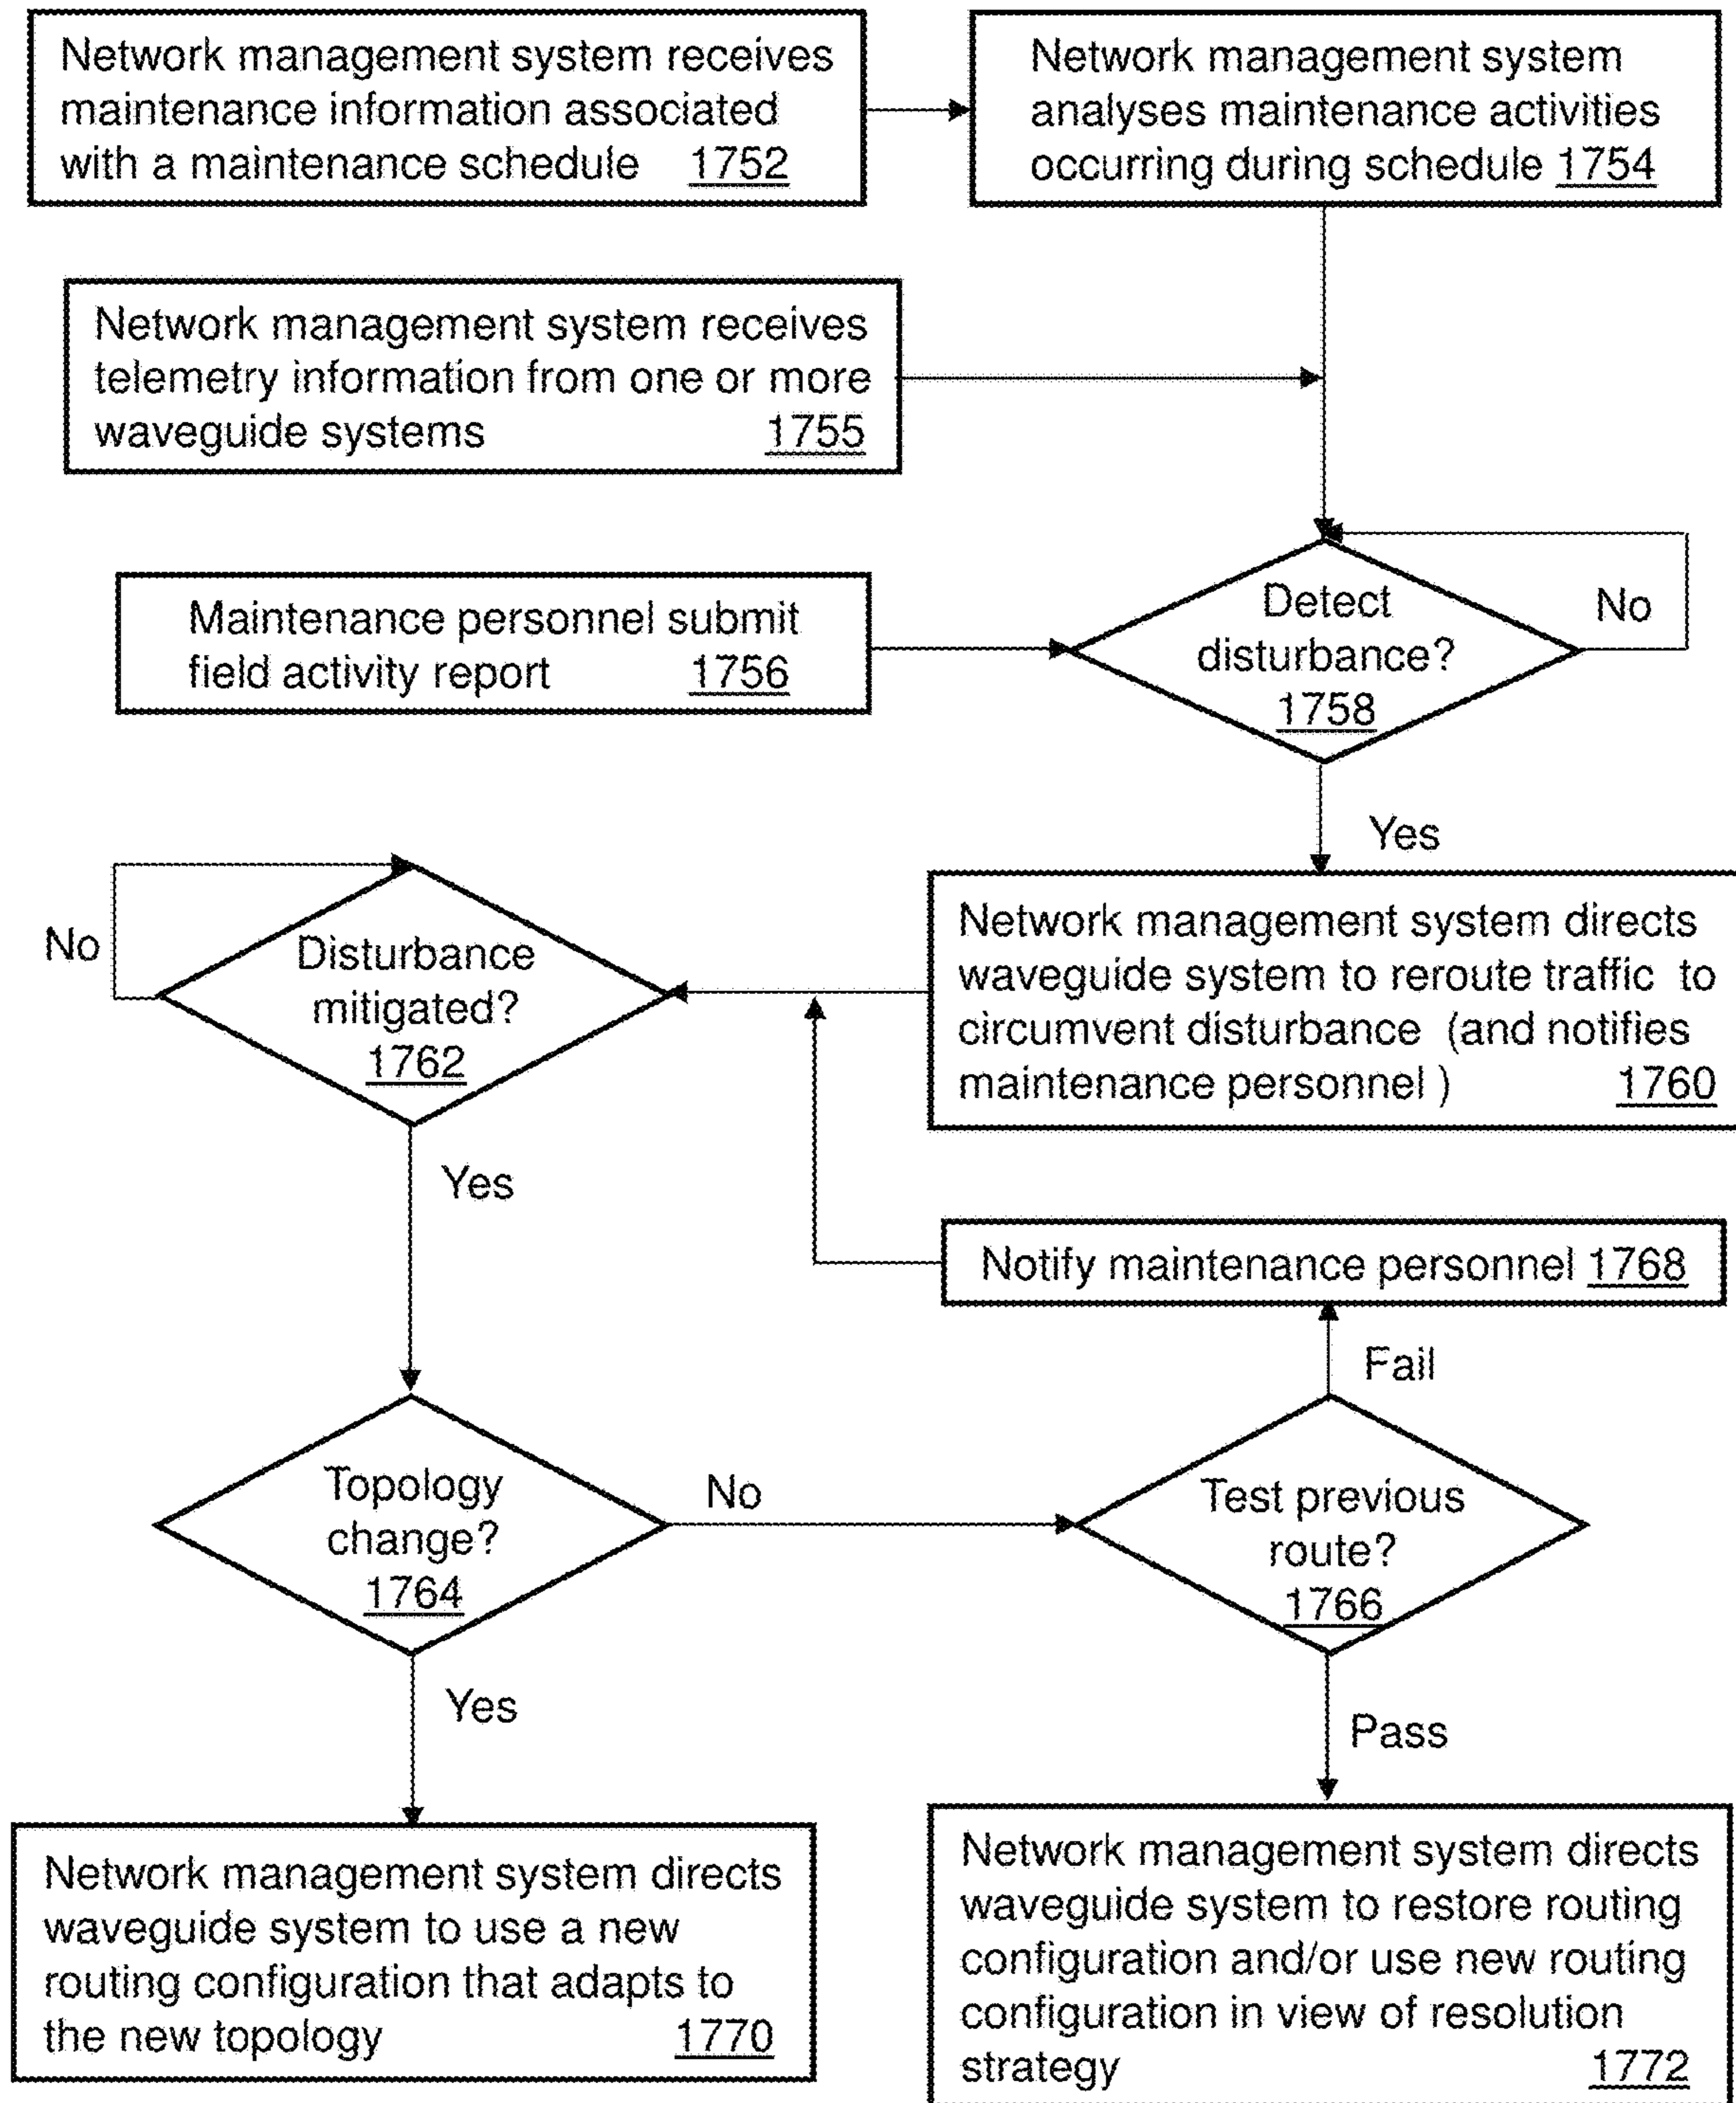 Network management system receives
maintenance information associated
with a maintenance schedule 1752
Network management system
analyses maintenance activities
occurring during schedule 1754
Network management system receives
telemetry information from one or more
waveguide systems 1755
Maintenance personnel submit
field activity report 1756
Detect
disturbance?
1758
No
Yes
Network management system directs
waveguide system to reroute traffic to
circumvent disturbance (and notifies
maintenance personnel )
1760
Disturbance
mitigated?
1762
No
Yes
Notify maintenance personnel 1768
Fail
Topology
change?
1764
No
Test previous
route?
1766
Yes
Pass
Network management system directs
waveguide system to use a new
routing configuration that adapts to
the new topology 1770
Network management system directs
waveguide system to restore routing
configuration and/or use new routing
configuration in view of resolution
strategy 1772